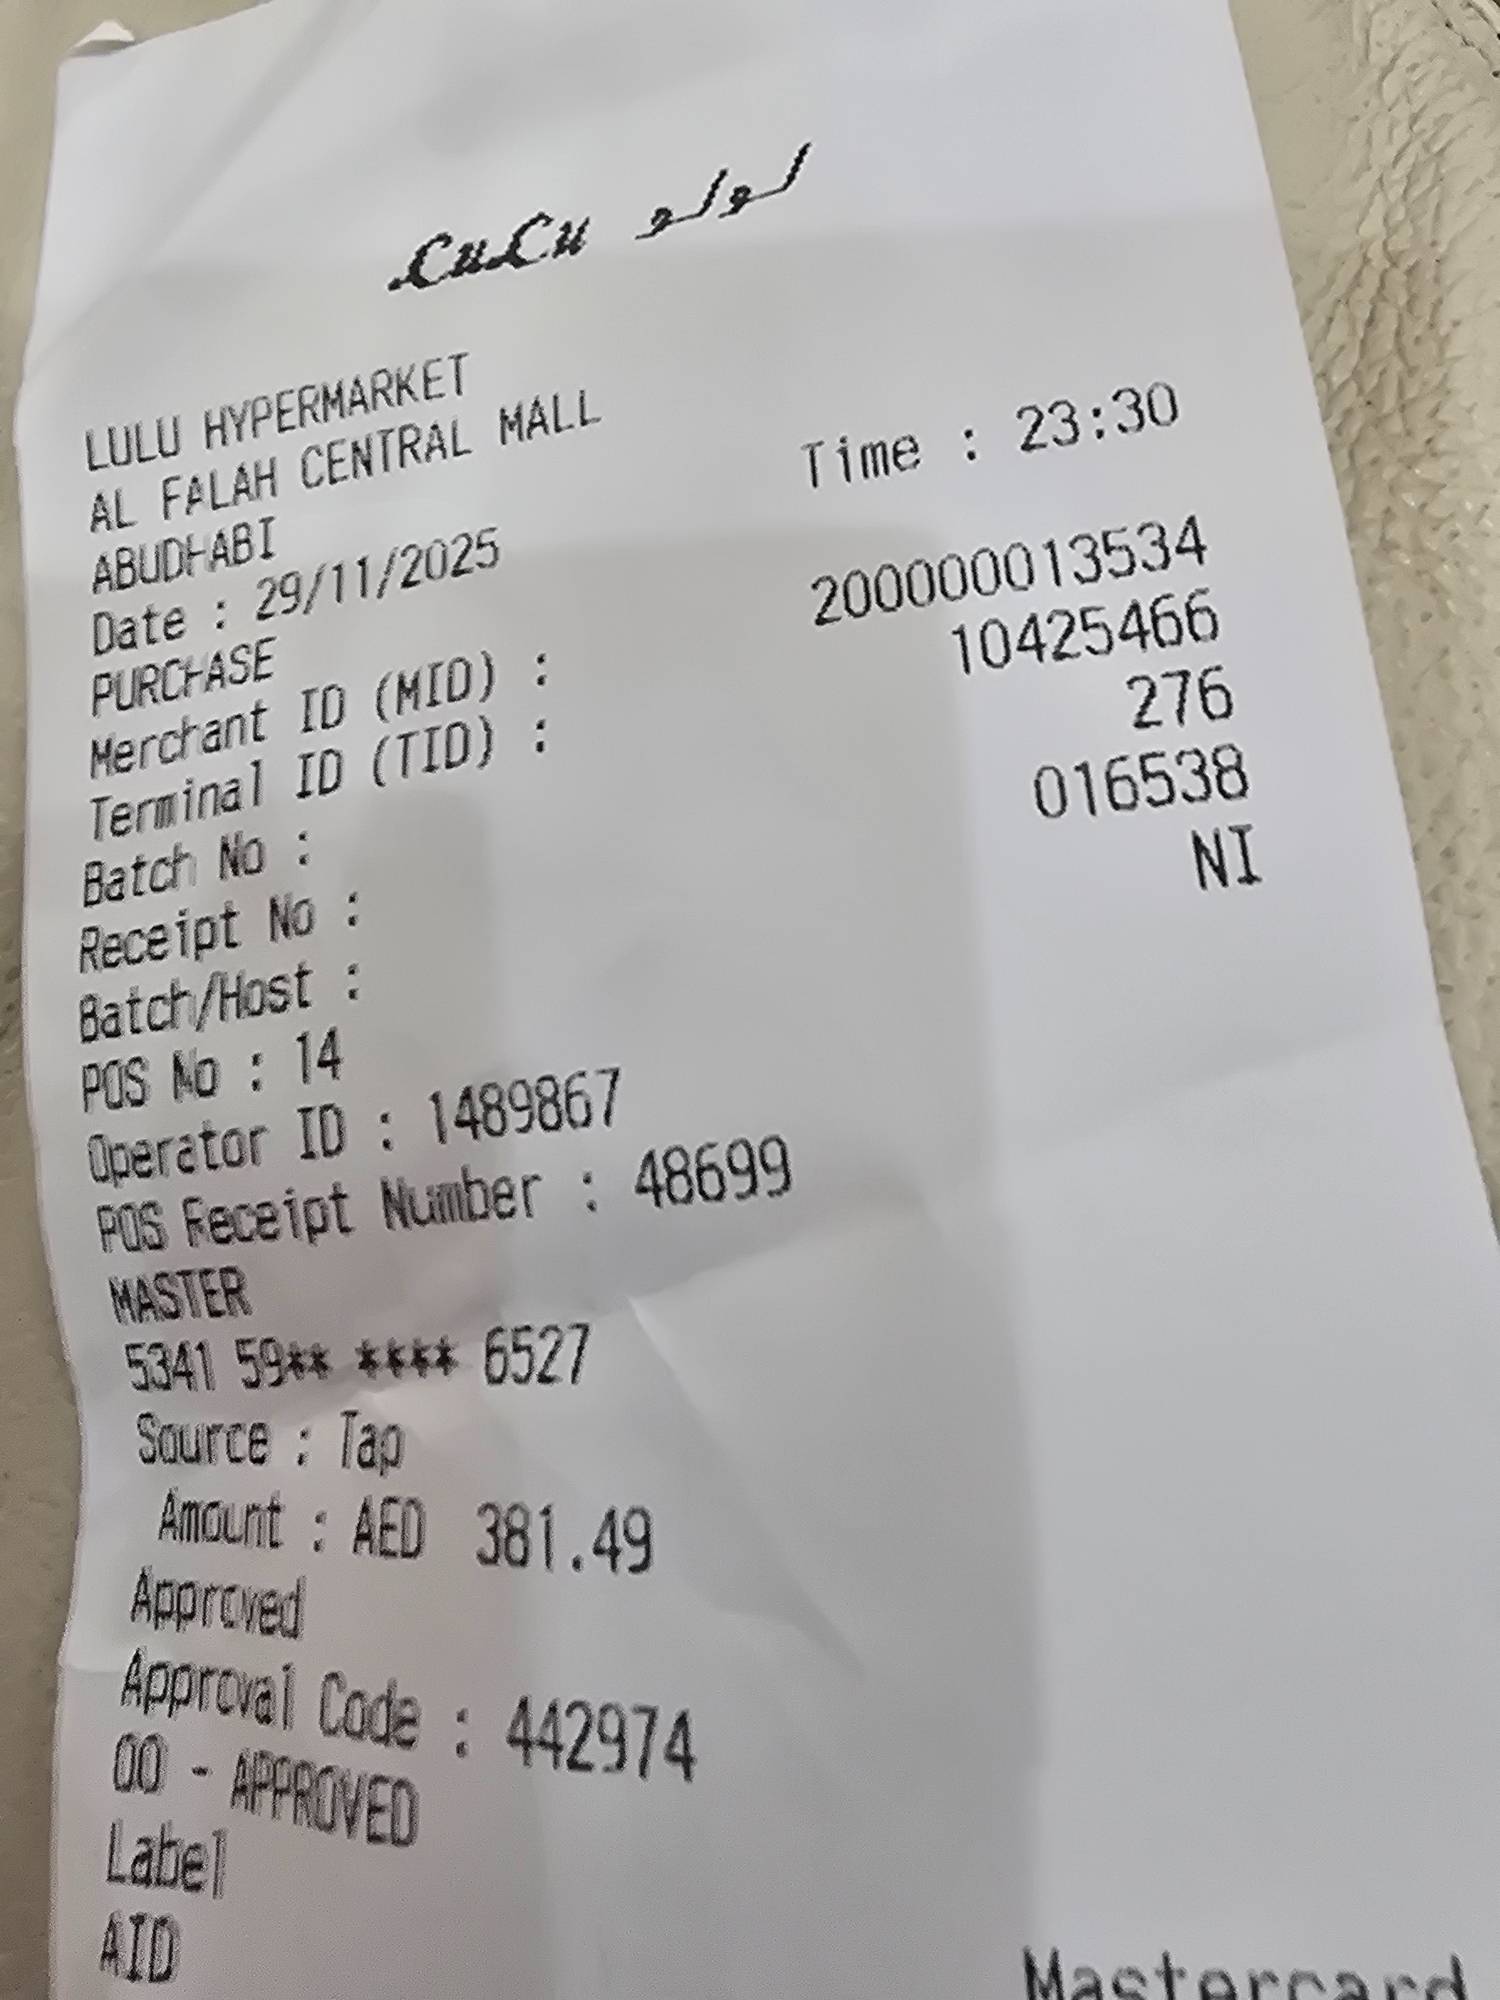 LuLu لولو
LULU HYPERMARKET
AL FALAH CENTRAL MALL
ABUDHABI
Date : 29/11/2025 Time : 23:30
PURCHASE
Merchant ID (MID) : 200000013534
Terminal ID (TID) : 10425466
Batch No : 276
Receipt No : 016538
Batch/Host : NI
POS No : 14
Operator ID : 1489867
POS Receipt Number : 48699
MASTER
5341 59** **** 6527
Source : Tap
Amount : AED 381.49
Approved
Approval Code : 442974
00 - APPROVED
Label Mastercard
AID